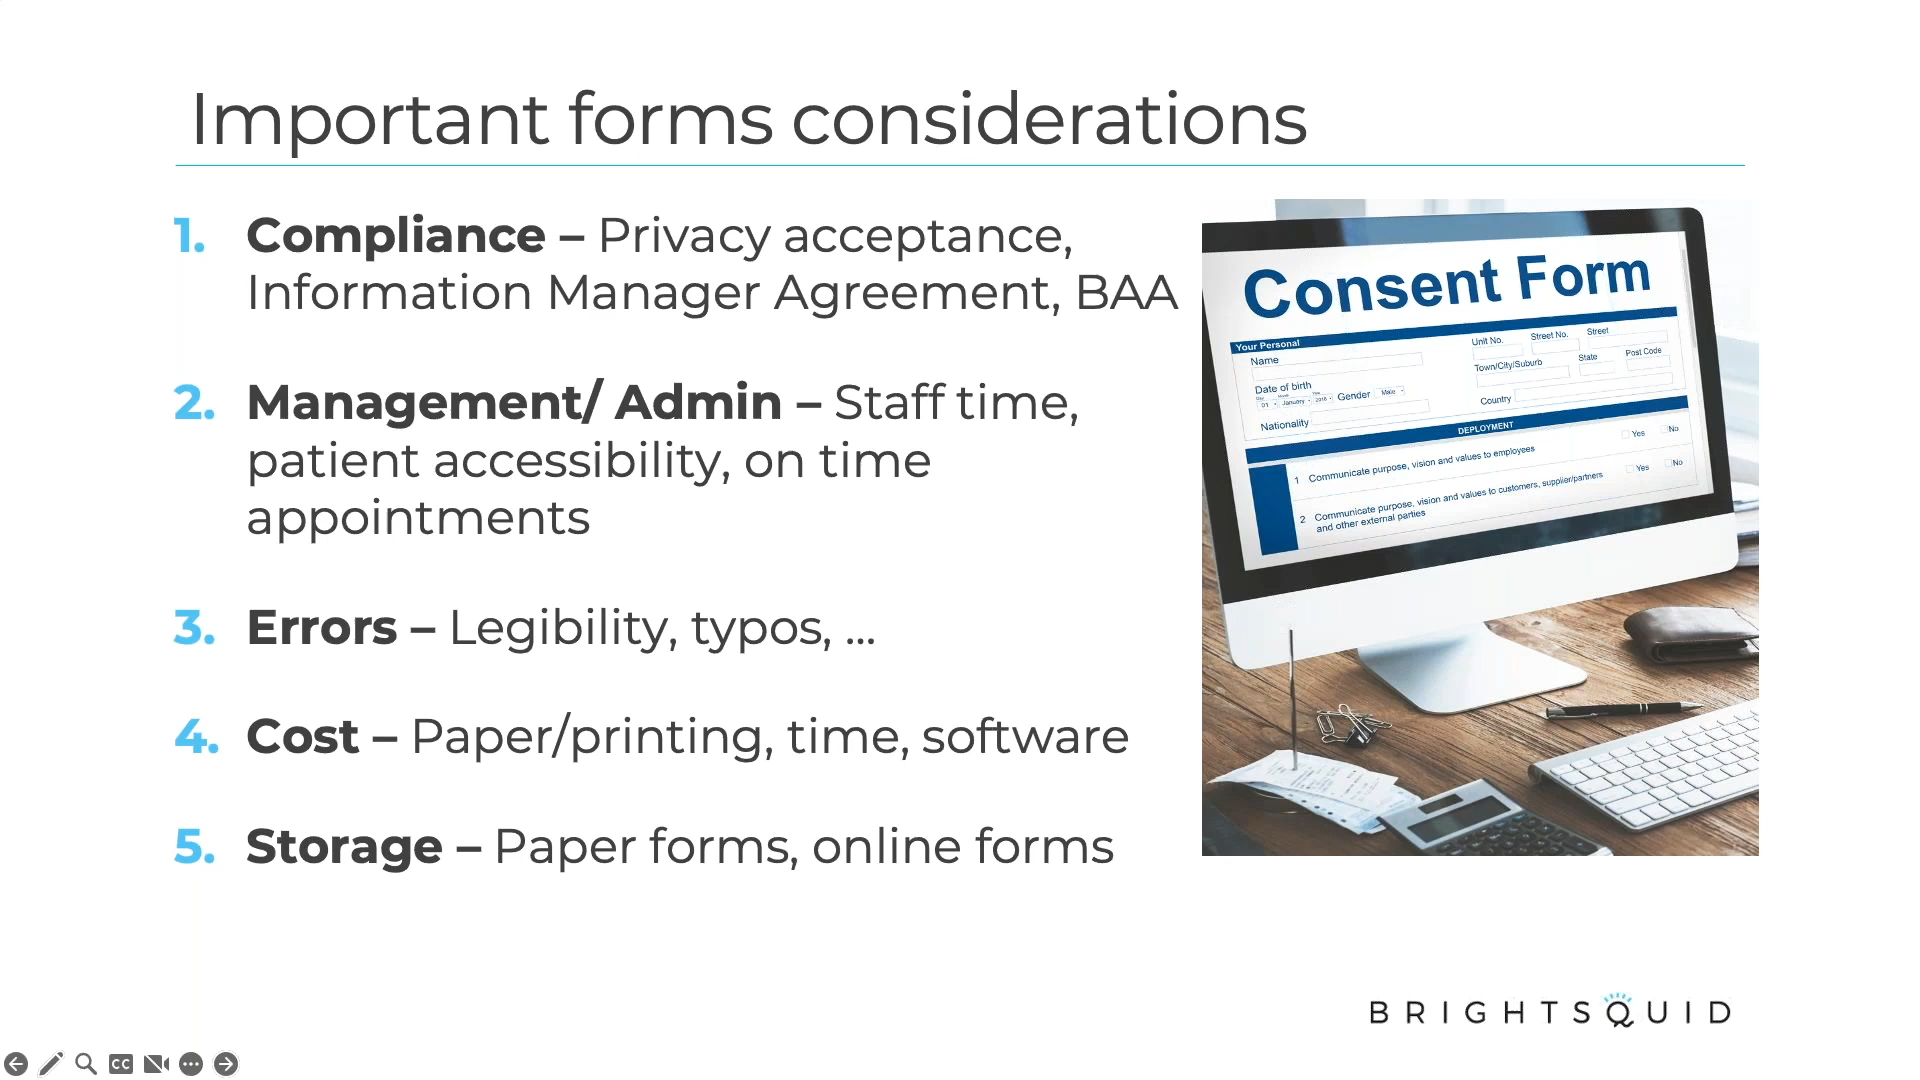 Important forms considerations
1. Compliance – Privacy acceptance,
Information Manager Agreement, BAA
2. Management/ Admin – Staff time,
patient accessibility, on time
appointments
3. Errors – Legibility, typos, ...
4. Cost – Paper/printing, time, software
5. Storage – Paper forms, online forms
Consent Form
Your Personal
Name
Unit No. Street No. Street
Town/City/Suburb State Post Code
Date of birth
01 January 2016 Gender Male
Country
Nationality
DEPLOYMENT
1 Communicate purpose, vision and values to employees Yes No
2 Communicate purpose, vision and values to customers, supplier/partners Yes No
and other external parties
BRIGHTSQUID
CC